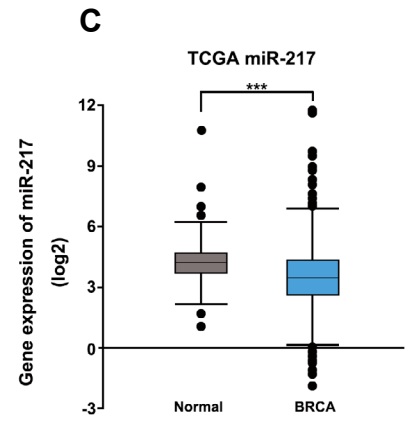 C
TCGA miR-217
***
Gene expression of miR-217
(log2)
12
9
6
3
0
-3
Normal BRCA